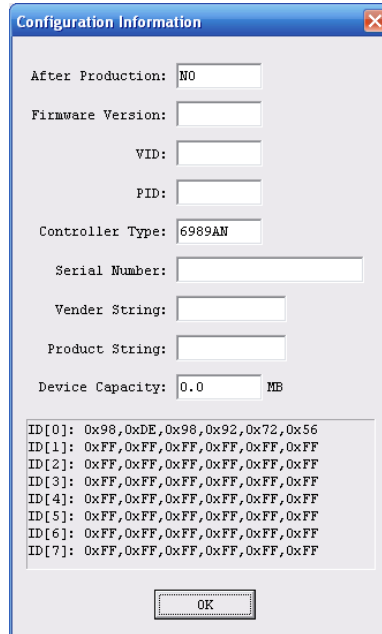 Configuration Information
After Production: NO
Firmware Version:
VID:
PID:
Controller Type: 6989AN
Serial Number:
Vender String:
Product String:
Device Capacity: 0.0 MB
ID[0]: 0x98,0xDE,0x98,0x92,0x72,0x56
ID[1]: 0xFF,0xFF,0xFF,0xFF,0xFF,0xFF
ID[2]: 0xFF,0xFF,0xFF,0xFF,0xFF,0xFF
ID[3]: 0xFF,0xFF,0xFF,0xFF,0xFF,0xFF
ID[4]: 0xFF,0xFF,0xFF,0xFF,0xFF,0xFF
ID[5]: 0xFF,0xFF,0xFF,0xFF,0xFF,0xFF
ID[6]: 0xFF,0xFF,0xFF,0xFF,0xFF,0xFF
ID[7]: 0xFF,0xFF,0xFF,0xFF,0xFF,0xFF
OK